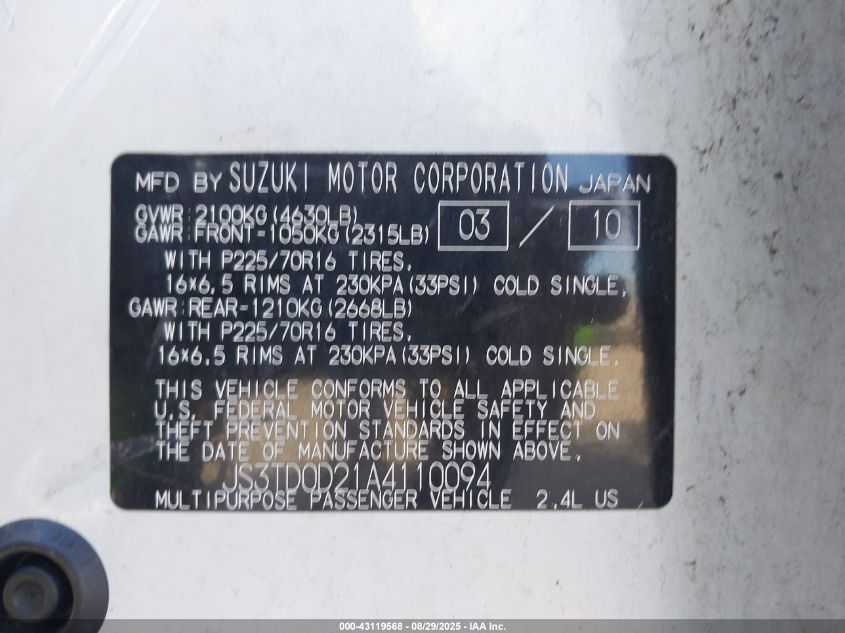 MFD BY SUZUKI MOTOR CORPORATION JAPAN
GVWR:2100KG(4630LB)
GAWR:FRONT-1050KG(2315LB) 03 / 10
WITH P225/70R16 TIRES,
16×6.5 RIMS AT 230KPA(33PSI) COLD SINGLE,
GAWR:REAR-1210KG(2668LB)
WITH P225/70R16 TIRES,
16×6.5 RIMS AT 230KPA(33PSI) COLD SINGLE.
THIS VEHICLE CONFORMS TO ALL APPLICABLE
U.S. FEDERAL MOTOR VEHICLE SAFETY AND
THEFT PREVENTION STANDARDS IN EFFECT ON
THE DATE OF MANUFACTURE SHOWN ABOVE.
JS3TD0D21A4110094
MULTIPURPOSE PASSENGER VEHICLE 2.4L US
000-43119568 - 08/29/2025 - IAA Inc.